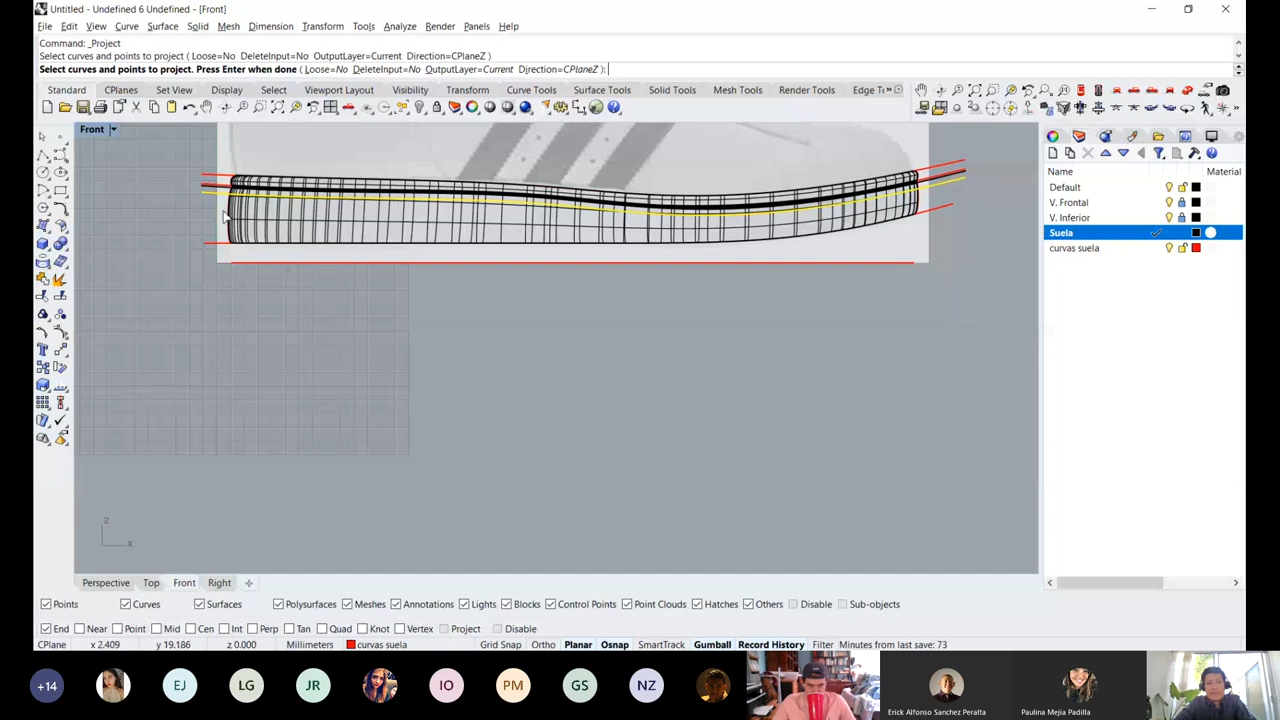 Untitled - Undefined 6 Undefined - [Front]
File Edit View Curve Surface Solid Mesh Dimension Transform Tools Analyze Render Panels Help
Command: _Project
Select curves and points to project ( Loose=No DeleteInput=No OutputLayer=Current Direction=CPlaneZ )
Select curves and points to project. Press Enter when done ( Loose=No DeleteInput=No OutputLayer=Current Direction=CPlaneZ ):
Standard CPlanes Set View Display Select Viewport Layout Visibility Transform Curve Tools Surface Tools Solid Tools Mesh Tools Render Tools Edge T »
Front
Name Material
Default
V. Frontal
V. Inferior
Suela
curvas suela
z
x
Perspective Top Front Right
Points Curves Surfaces Polysurfaces Meshes Annotations Lights Blocks Control Points Point Clouds Hatches Others Disable Sub-objects
End Near Point Mid Cen Int Perp Tan Quad Knot Vertex Project Disable
CPlane x 2.409 y 19.186 z 0.000 Millimeters curvas suela Grid Snap Ortho Planar Osnap SmartTrack Gumball Record History Filter Minutes from last save: 73
+14 EJ LG JR IO PM GS NZ
Erick Alfonso Sanchez Peralta Paulina Mejia Padilla